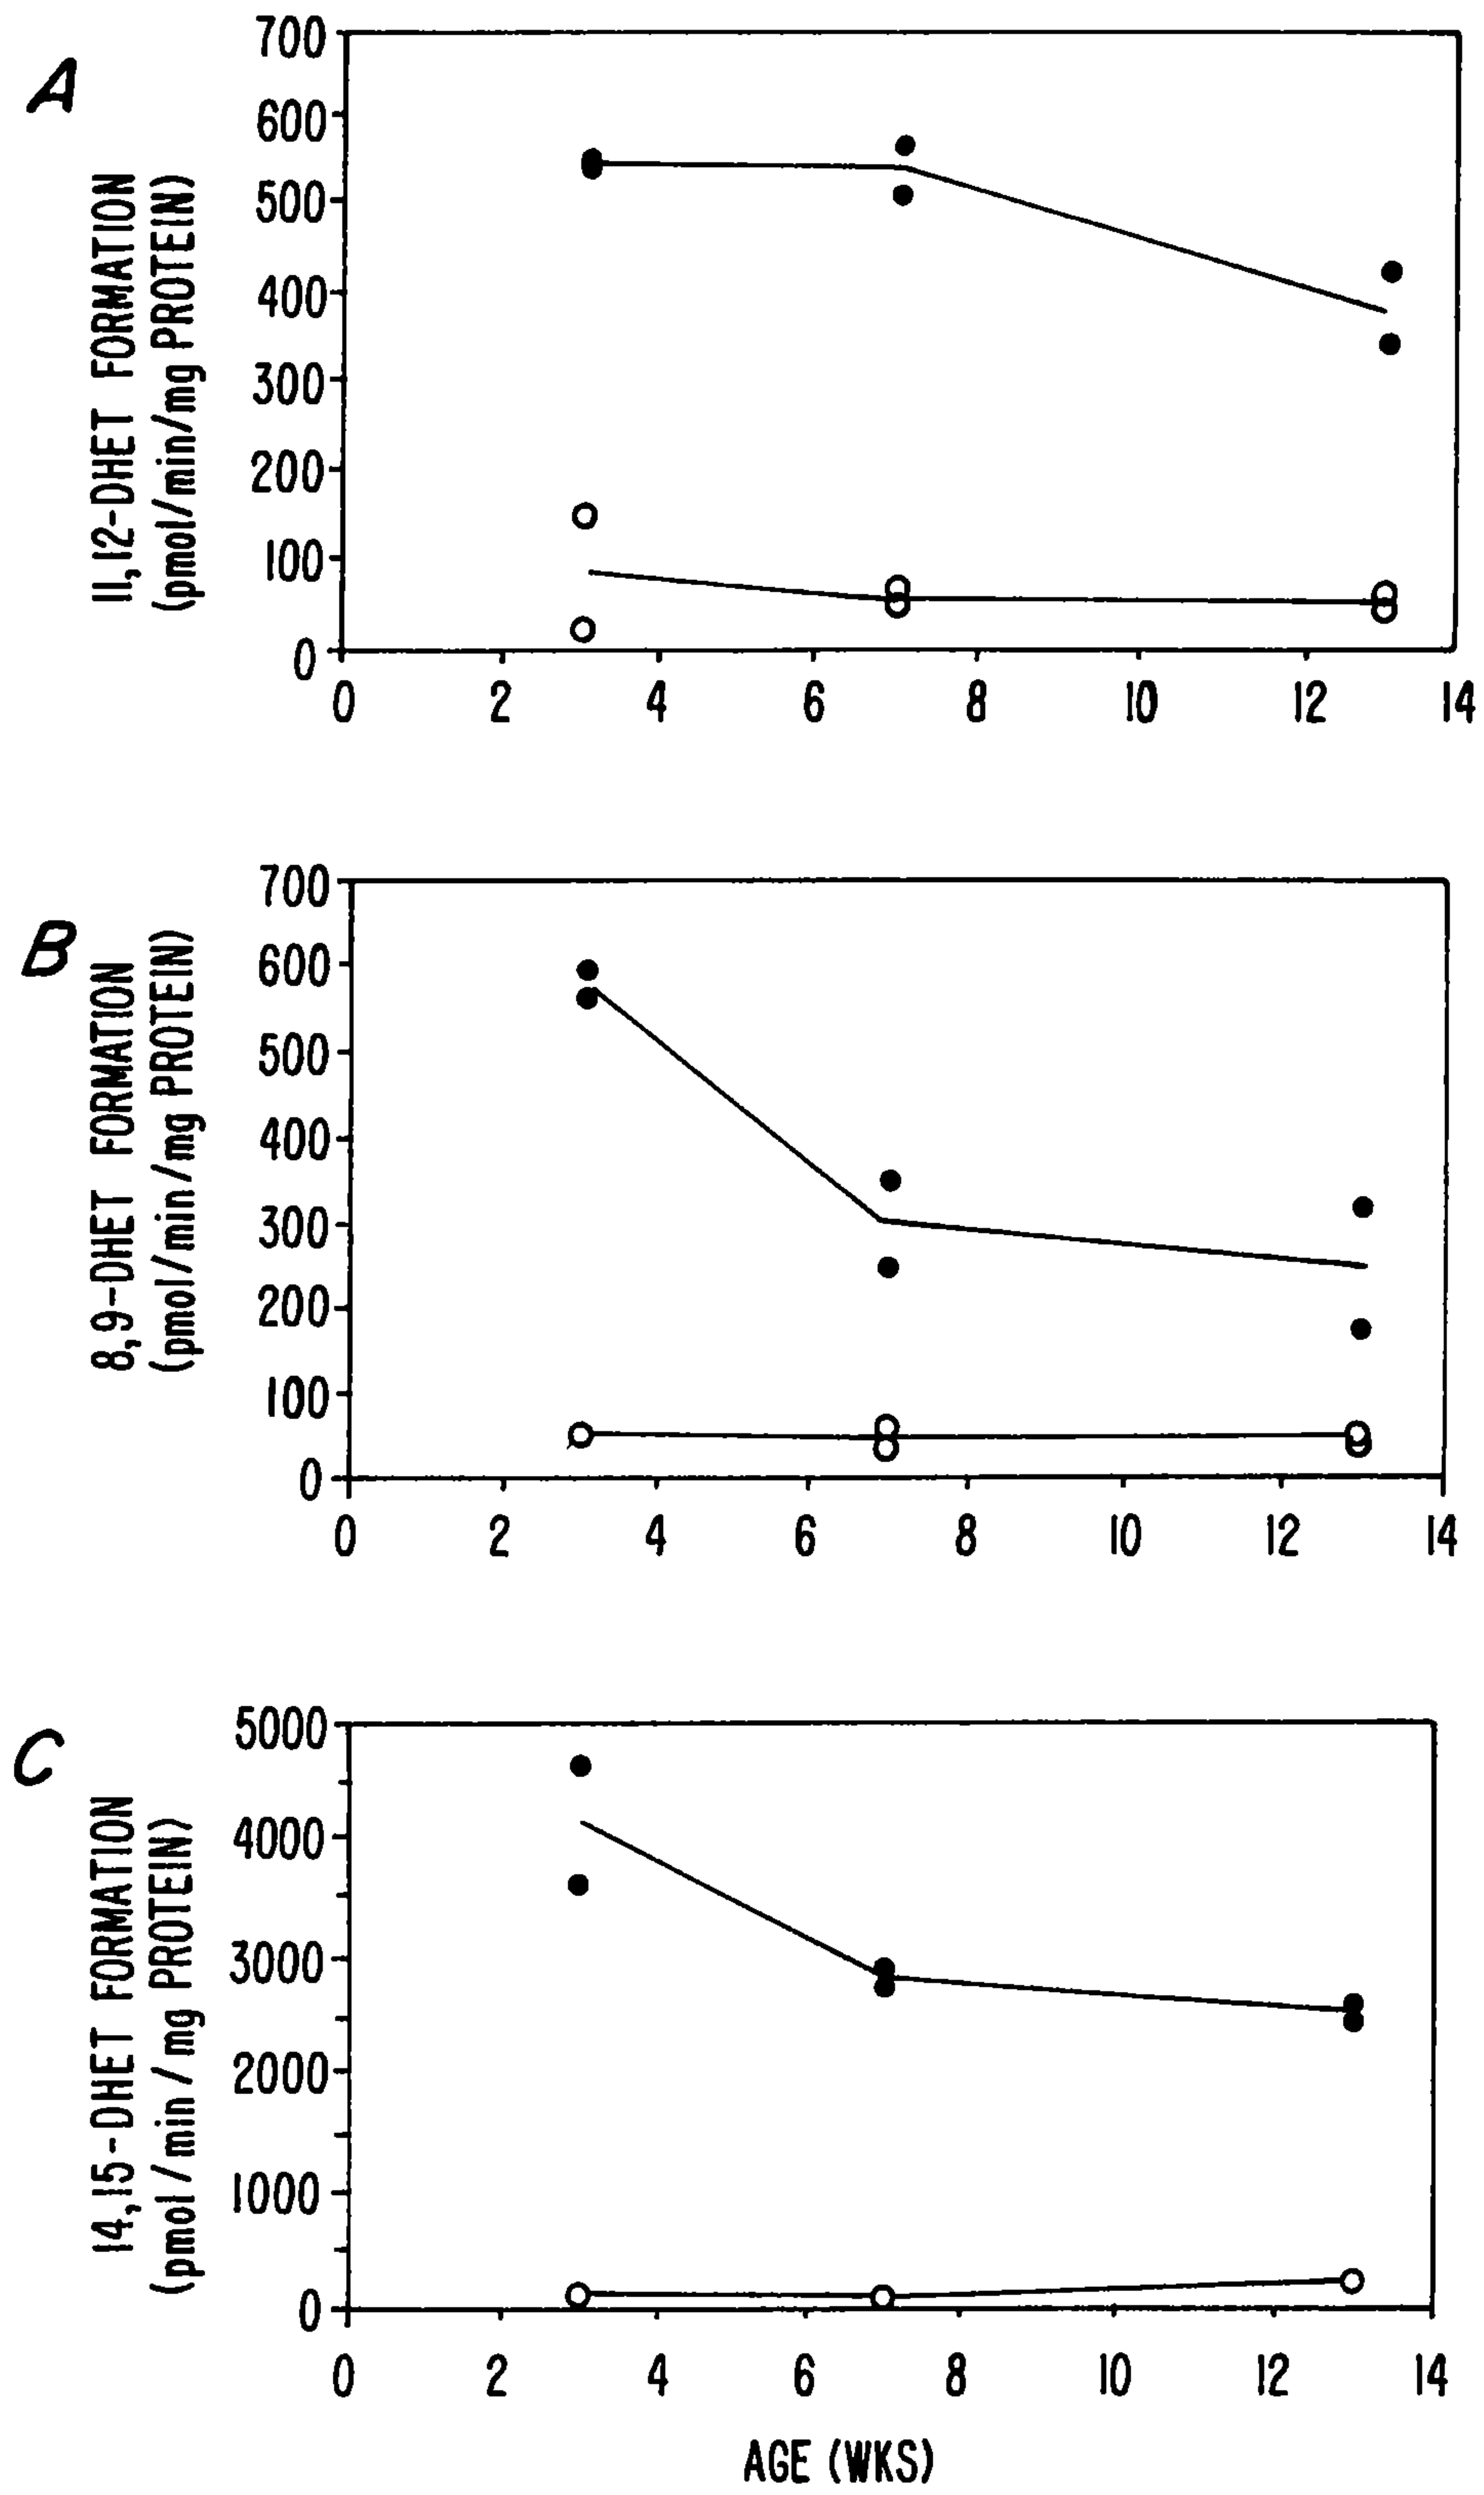 A
11,12-DHET FORMATION
(pmol/min/mg PROTEIN)
700
600
500
400
300
200
100
0
0 2 4 6 8 10 12 14
B
8,9-DHET FORMATION
(pmol/min/mg PROTEIN)
700
600
500
400
300
200
100
0
0 2 4 6 8 10 12 14
C
14,15-DHET FORMATION
(pmol/min/mg PROTEIN)
5000
4000
3000
2000
1000
0
0 2 4 6 8 10 12 14
AGE (WKS)